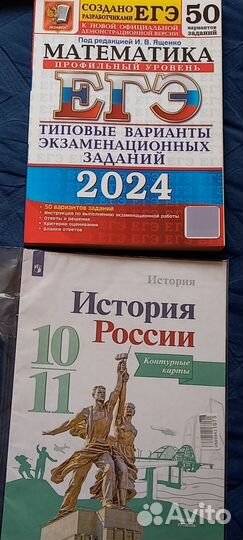 СОЗДАНО
РАЗРАБОТЧИКАМИ
ЕГЭ
К НОВОЙ ОФИЦИАЛЬНОЙ
ДЕМОНСТРАЦИОННОЙ ВЕРСИИ
50
вариантов
заданий
Под редакцией И. В. Ященко
МАТЕМАТИКА
ПРОФИЛЬНЫЙ УРОВЕНЬ
ЕГЭ
ТИПОВЫЕ ВАРИАНТЫ
ЭКЗАМЕНАЦИОННЫХ
ЗАДАНИЙ
2024
50 вариантов заданий
Инструкция по выполнению экзаменационной работы
Ответы и решения
Критерии оценивания
Бланки ответов
История
История
России
10
11
Контурные
карты
Avito